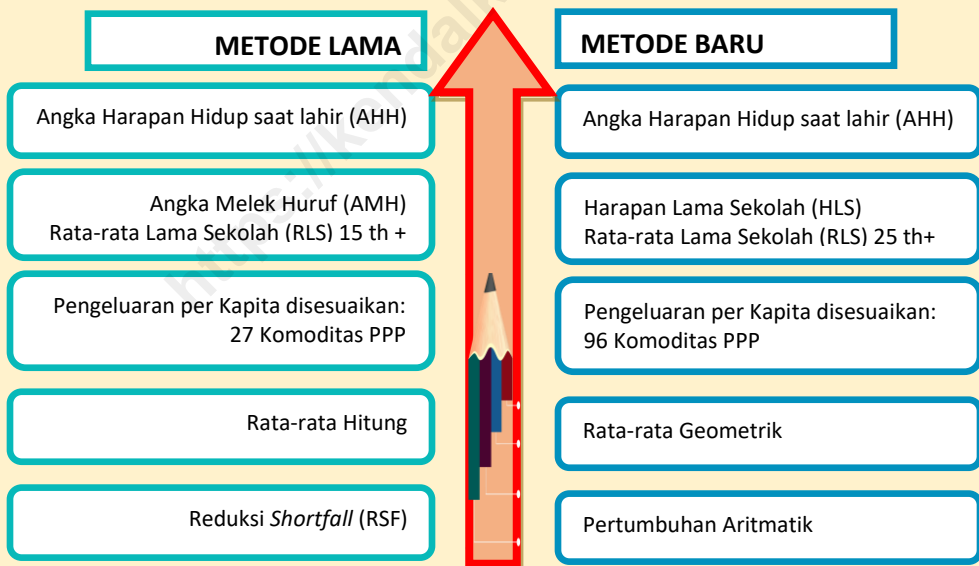 METODE LAMA
METODE BARU
Angka Harapan Hidup saat lahir (AHH)
Angka Harapan Hidup saat lahir (AHH)
Angka Melek Huruf (AMH)
Rata-rata Lama Sekolah (RLS) 15 th +
Harapan Lama Sekolah (HLS)
Rata-rata Lama Sekolah (RLS) 25 th+
Pengeluaran per Kapita disesuaikan:
27 Komoditas PPP
Pengeluaran per Kapita disesuaikan:
96 Komoditas PPP
Rata-rata Hitung
Rata-rata Geometrik
Reduksi Shortfall (RSF)
Pertumbuhan Aritmatik